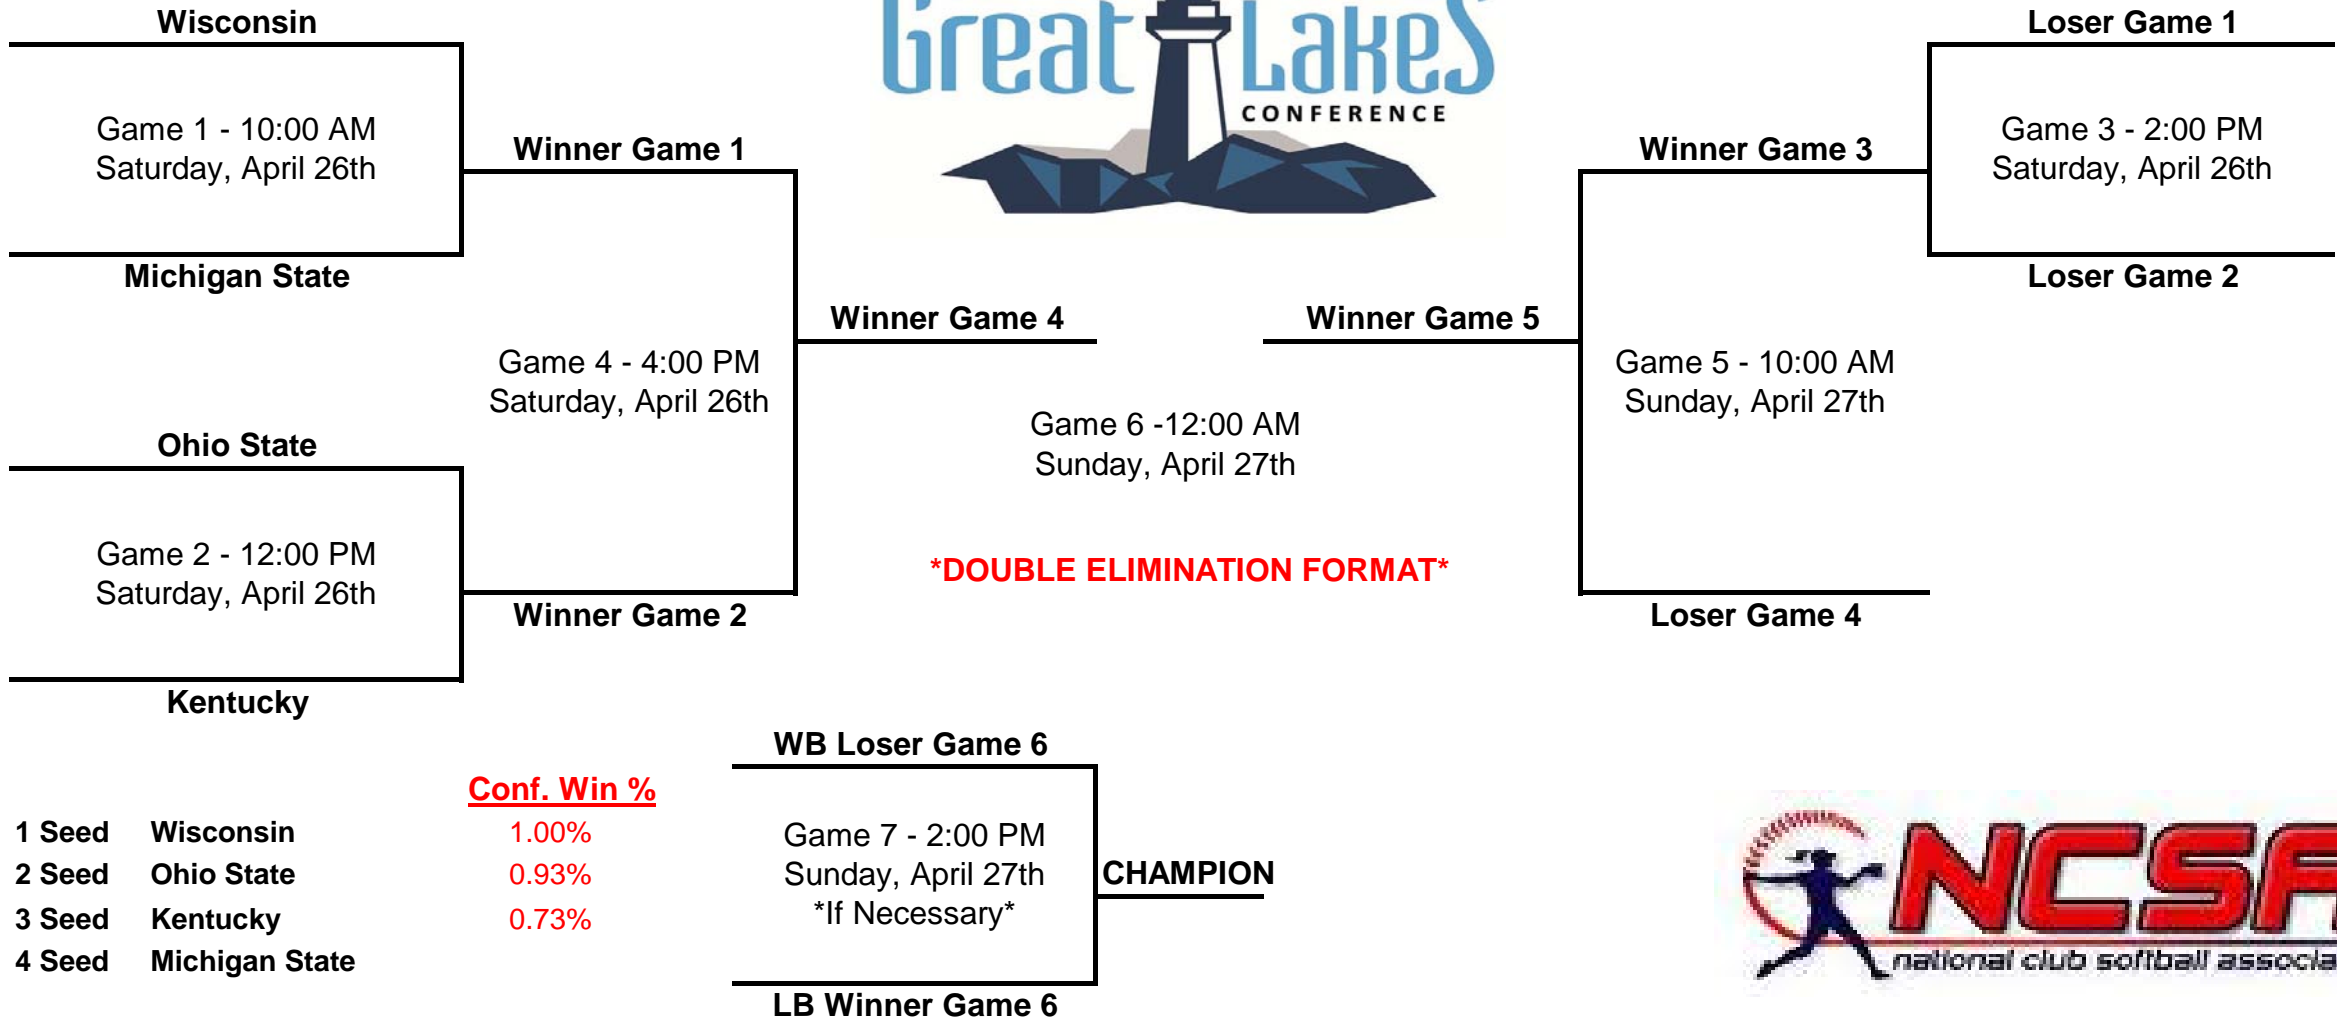 Great Lakes
CONFERENCE
Wisconsin
Game 1 - 10:00 AM
Saturday, April 26th
Michigan State
Winner Game 1
Game 4 - 4:00 PM
Saturday, April 26th
Winner Game 2
Ohio State
Game 2 - 12:00 PM
Saturday, April 26th
Kentucky
Winner Game 4
Winner Game 5
Game 6 -12:00 AM
Sunday, April 27th
*DOUBLE ELIMINATION FORMAT*
Loser Game 1
Game 3 - 2:00 PM
Saturday, April 26th
Loser Game 2
Winner Game 3
Game 5 - 10:00 AM
Sunday, April 27th
Loser Game 4
Conf. Win %
1 Seed Wisconsin 1.00%
2 Seed Ohio State 0.93%
3 Seed Kentucky 0.73%
4 Seed Michigan State
WB Loser Game 6
Game 7 - 2:00 PM
Sunday, April 27th
*If Necessary*
LB Winner Game 6
CHAMPION
NCSA
national club softball associa